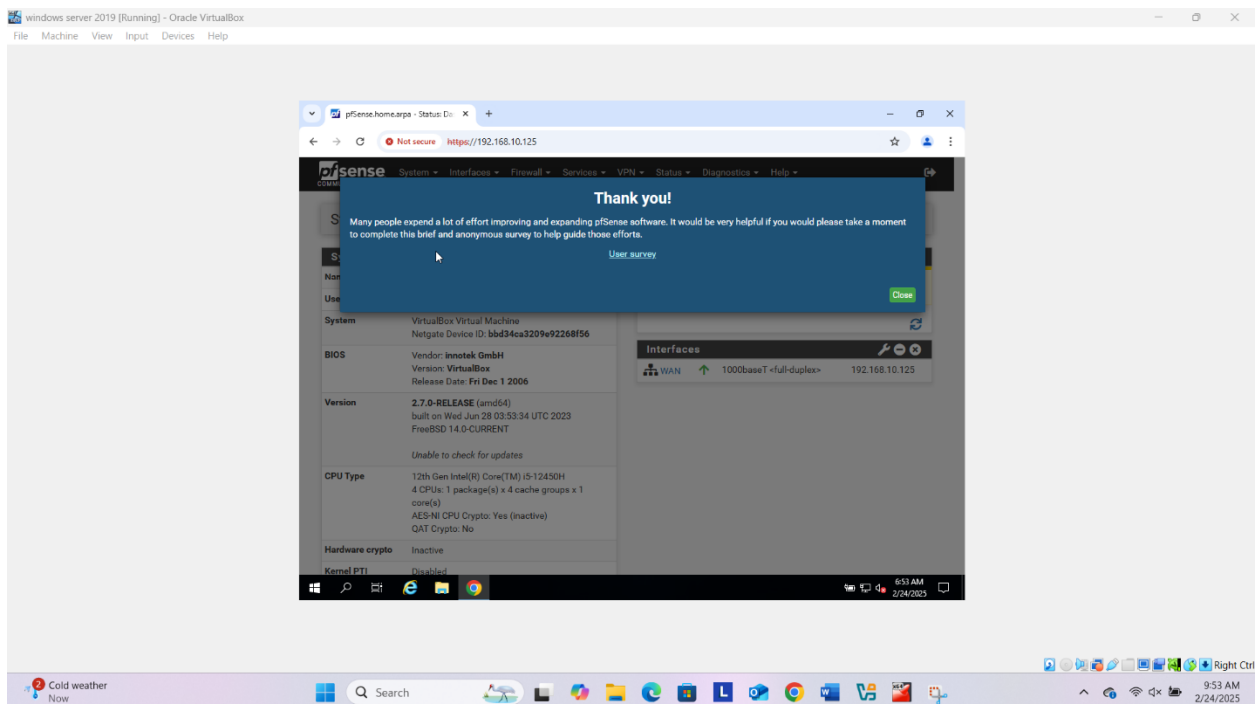 windows server 2019 [Running] - Oracle VirtualBox
File Machine View Input Devices Help
pfSense.home.arpa - Status: Da
Not secure https://192.168.10.125
pfsense System Interfaces Firewall Services VPN Status Diagnostics Help
Thank you!
Many people expend a lot of effort improving and expanding pfSense software. It would be very helpful if you would please take a moment
to complete this brief and anonymous survey to help guide those efforts.
User survey
Close
System VirtualBox Virtual Machine
Netgate Device ID: bbd34ca3209e92268f56
BIOS Vendor: innotek GmbH
Version: VirtualBox
Release Date: Fri Dec 1 2006
Version 2.7.0-RELEASE (amd64)
built on Wed Jun 28 03:53:34 UTC 2023
FreeBSD 14.0-CURRENT
Unable to check for updates
CPU Type 12th Gen Intel(R) Core(TM) i5-12450H
4 CPUs: 1 package(s) x 4 cache groups x 1
core(s)
AES-NI CPU Crypto: Yes (inactive)
QAT Crypto: No
Hardware crypto Inactive
Kernel PTI Disabled
Interfaces
WAN 1000baseT <full-duplex> 192.168.10.125
6:53 AM
2/24/2025
Right Ctrl
2
Cold weather
Now
Search
9:53 AM
2/24/2025